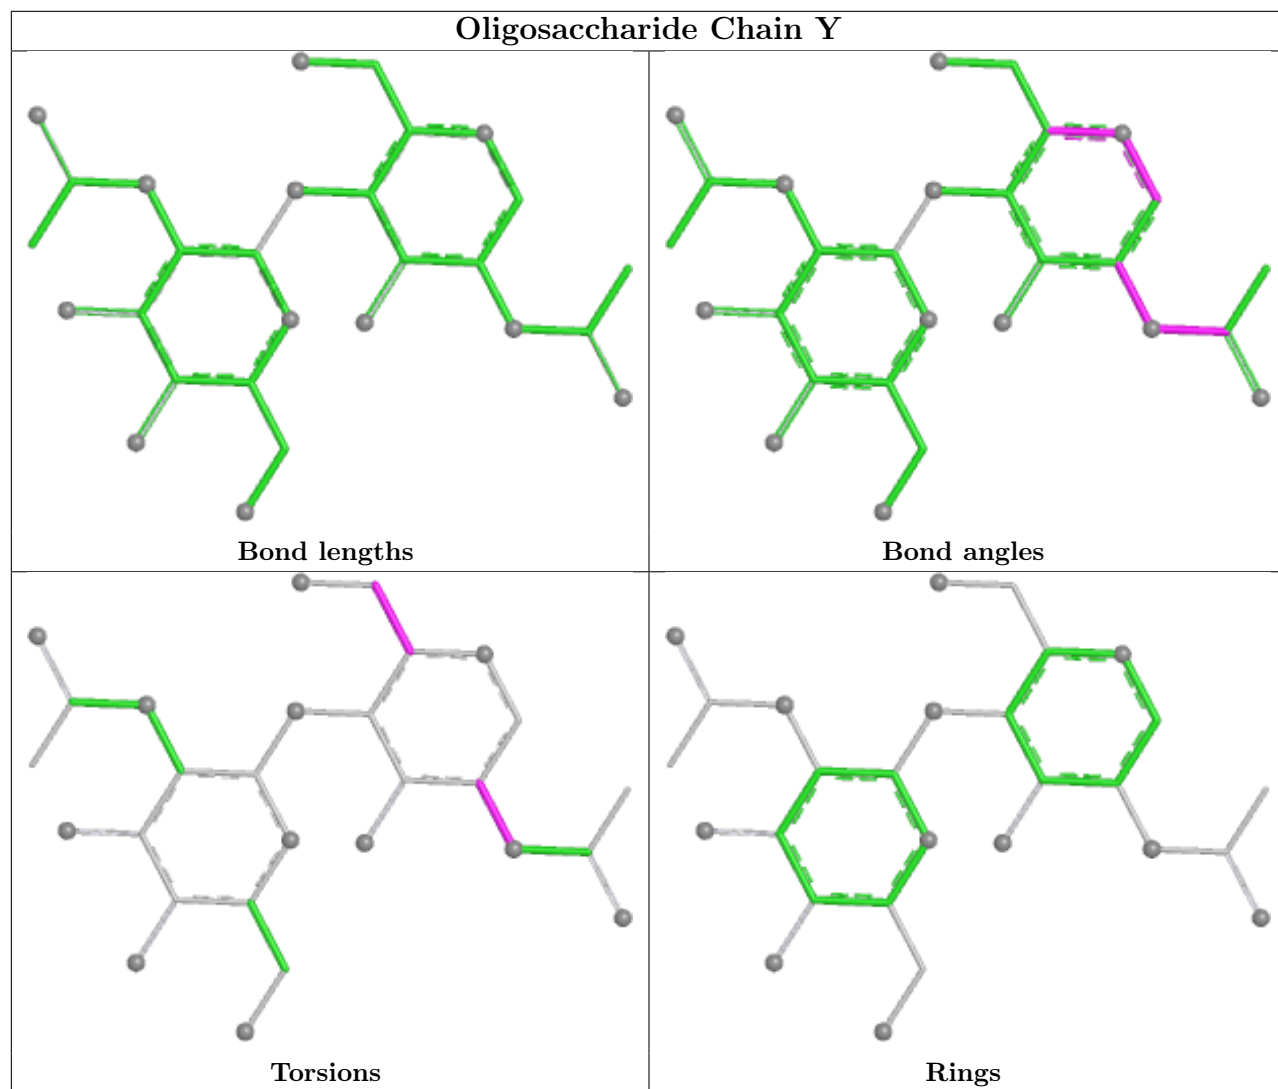 Oligosaccharide Chain Y
Bond lengths
Bond angles
Torsions
Rings